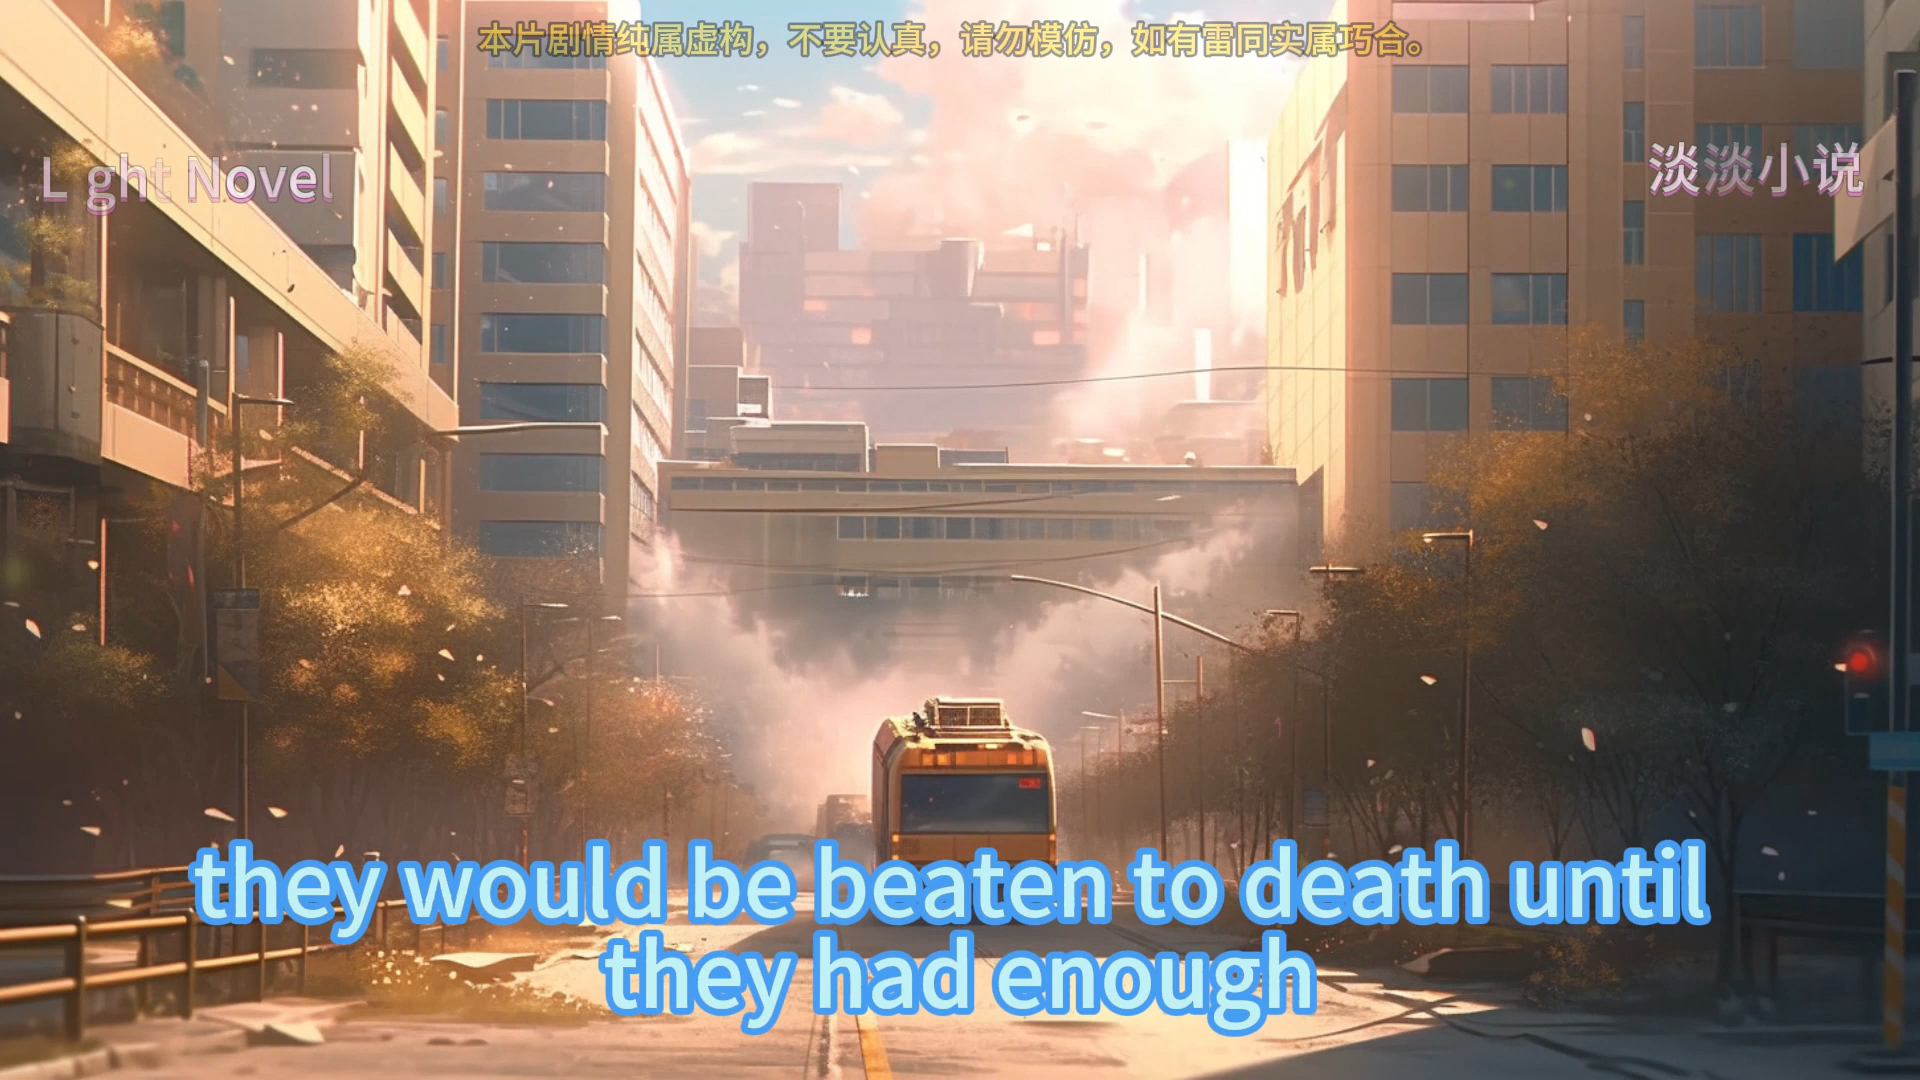 本片剧情纯属虚构，不要认真，请勿模仿，如有雷同实属巧合。
L ght Novel
淡淡小说
they would be beaten to death until
they had enough